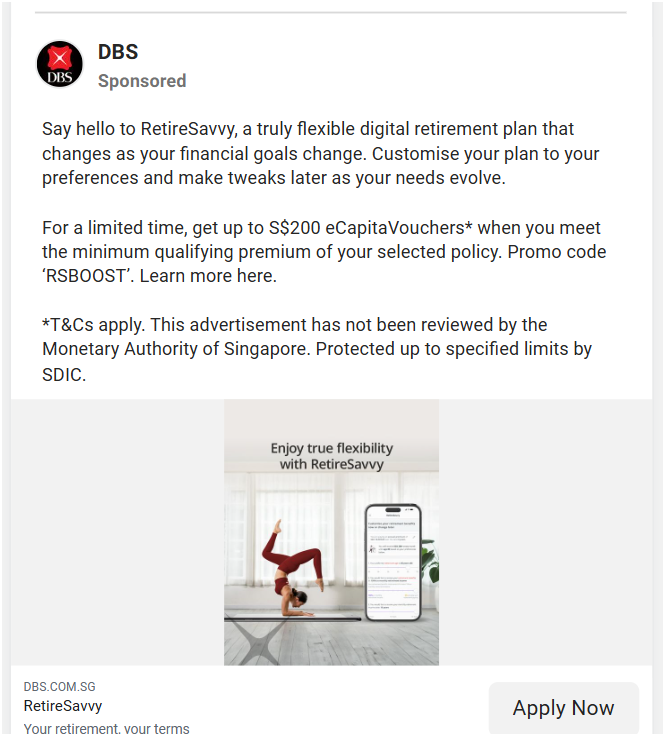 DBS
DBS
Sponsored
Say hello to RetireSavvy, a truly flexible digital retirement plan that
changes as your financial goals change. Customise your plan to your
preferences and make tweaks later as your needs evolve.
For a limited time, get up to S$200 eCapitaVouchers* when you meet
the minimum qualifying premium of your selected policy. Promo code
‘RSBOOST’. Learn more here.
*T&Cs apply. This advertisement has not been reviewed by the
Monetary Authority of Singapore. Protected up to specified limits by
SDIC.
Enjoy true flexibility
with RetireSavvy
DBS.COM.SG
RetireSavvy
Your retirement, your terms
Apply Now